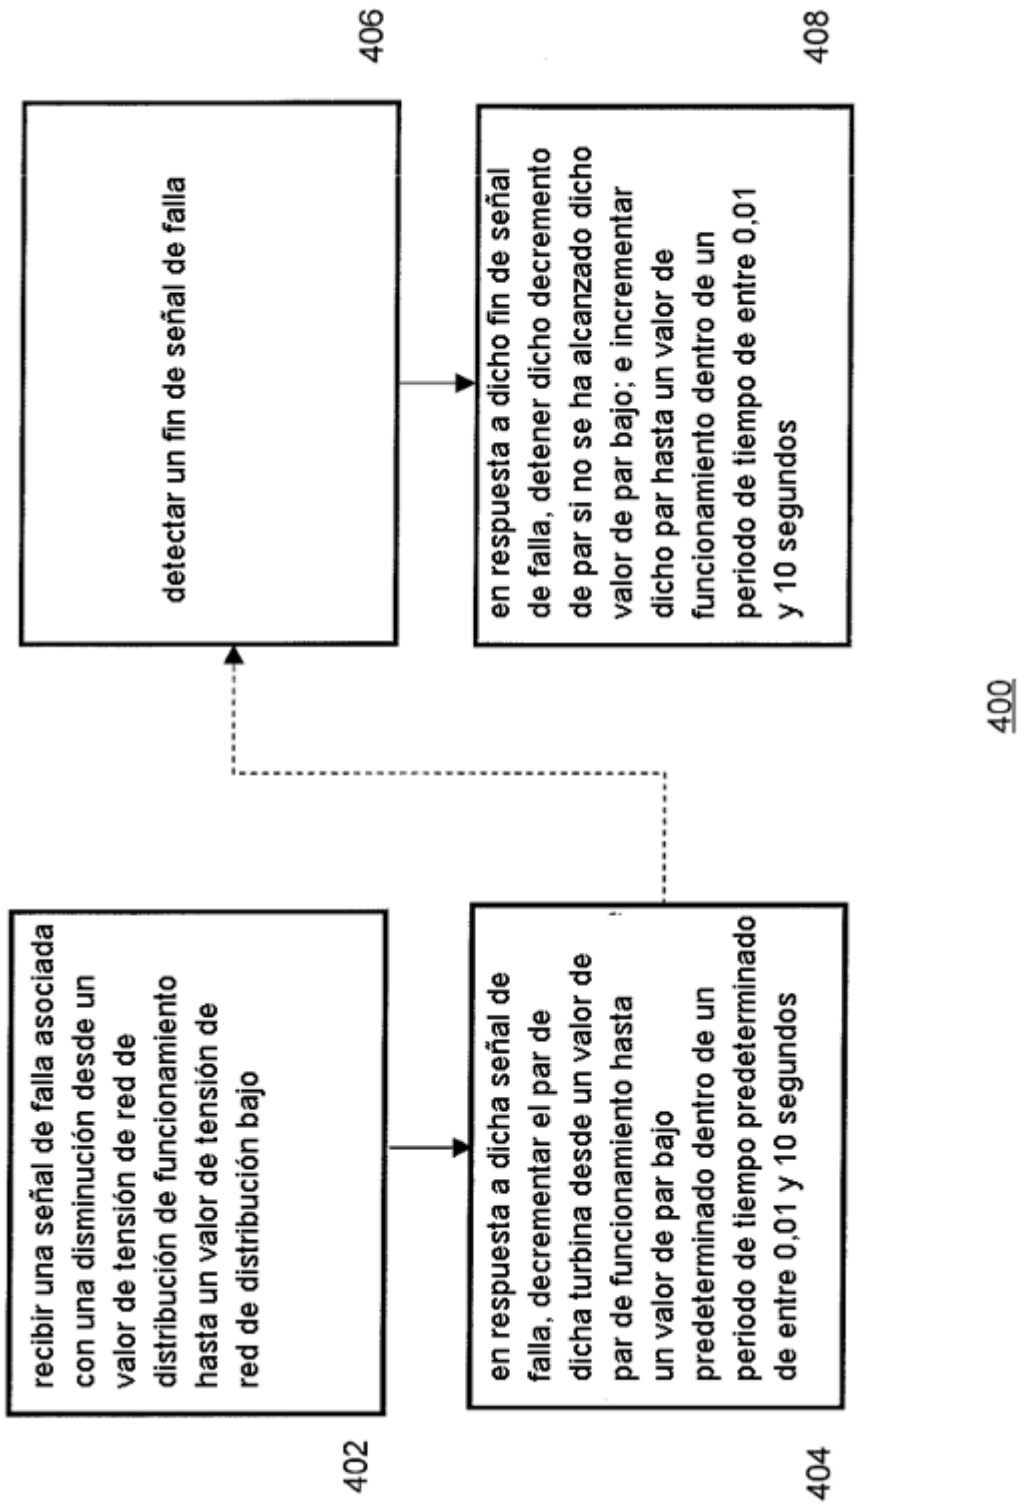 402
recibir una señal de falla asociada
con una disminución desde un
valor de tensión de red de
distribución de funcionamiento
hasta un valor de tensión de
red de distribución bajo
404
en respuesta a dicha señal de
falla, decrementar el par de
dicha turbina desde un valor de
par de funcionamiento hasta
un valor de par bajo
predeterminado dentro de un
periodo de tiempo predeterminado
de entre 0,01 y 10 segundos
406
detectar un fin de señal de falla
408
en respuesta a dicho fin de señal
de falla, detener dicho decremento
de par si no se ha alcanzado dicho
valor de par bajo; e incrementar
dicho par hasta un valor de
funcionamiento dentro de un
periodo de tiempo de entre 0,01
y 10 segundos
400